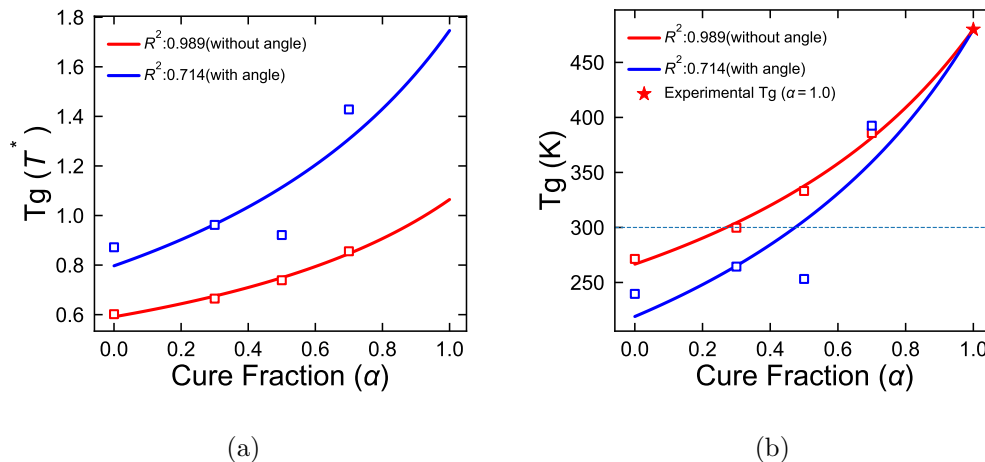 1.8
1.6
1.4
1.2
1.0
0.8
0.6
Tg (T*)
R²:0.989(without angle)
R²:0.714(with angle)
0.0 0.2 0.4 0.6 0.8 1.0
Cure Fraction (α)
(a)
450
400
350
300
250
Tg (K)
R²:0.989(without angle)
R²:0.714(with angle)
Experimental Tg (α = 1.0)
0.0 0.2 0.4 0.6 0.8 1.0
Cure Fraction (α)
(b)